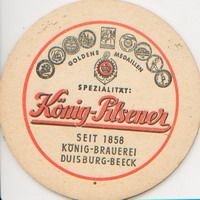 GOLDENE MEDAILLEN
SPEZIALITÄT:
König-Pilsener
SEIT 1858
KÖNIG-BRAUEREI
DUISBURG-BEECK